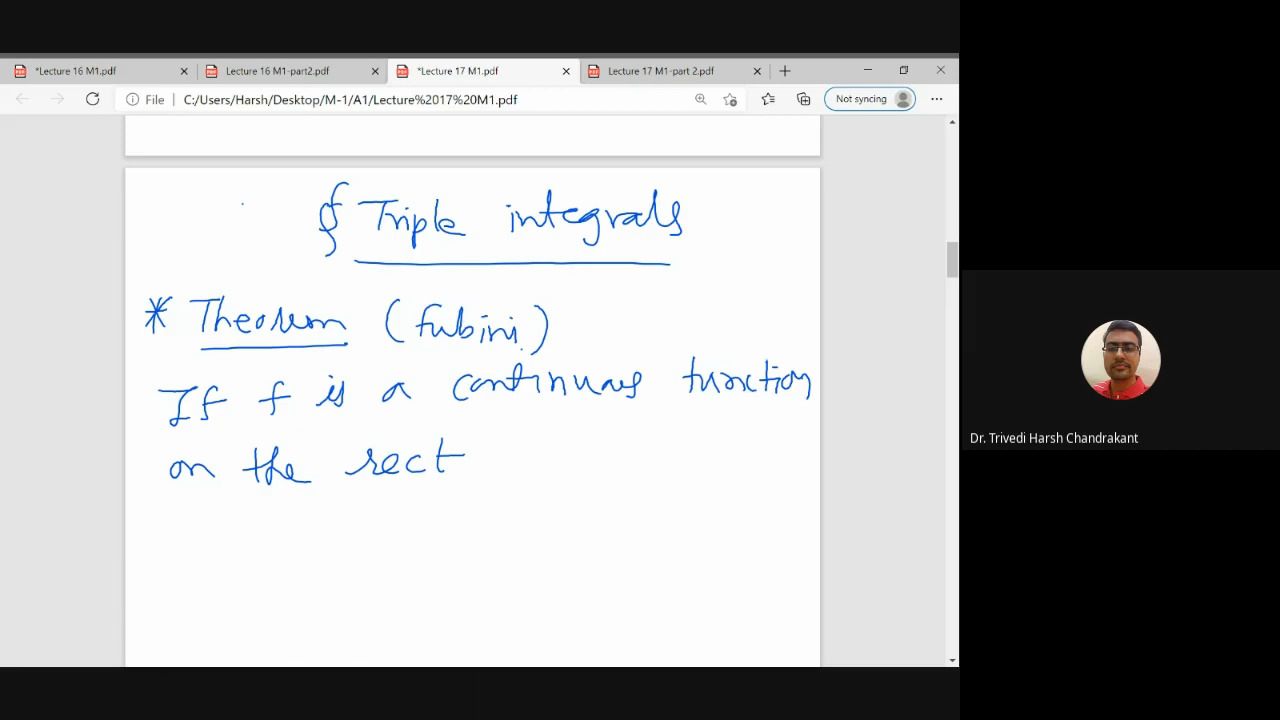 *Lecture 16 M1.pdf
Lecture 16 M1-part2.pdf
*Lecture 17 M1.pdf
Lecture 17 M1-part 2.pdf
File
C:/Users/Harsh/Desktop/M-1/A1/Lecture%2017%20M1.pdf
Not syncing
§ Triple integrals
* Theorem (Fubini)
If f is a continuous function
on the rect
Dr. Trivedi Harsh Chandrakant